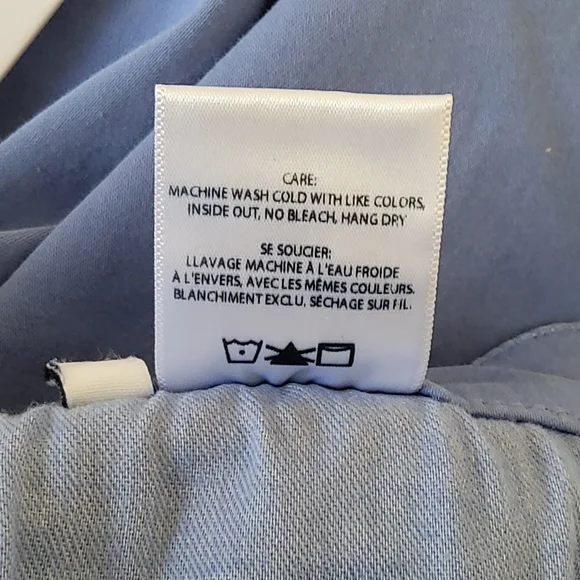 CARE:
MACHINE WASH COLD WITH LIKE COLORS,
INSIDE OUT, NO BLEACH, HANG DRY
SE SOUCIER:
LLAVAGE MACHINE À L'EAU FROIDE
À L'ENVERS, AVEC LES MÊMES COULEURS.
BLANCHIMENT EXCLU, SÉCHAGE SUR FIL.